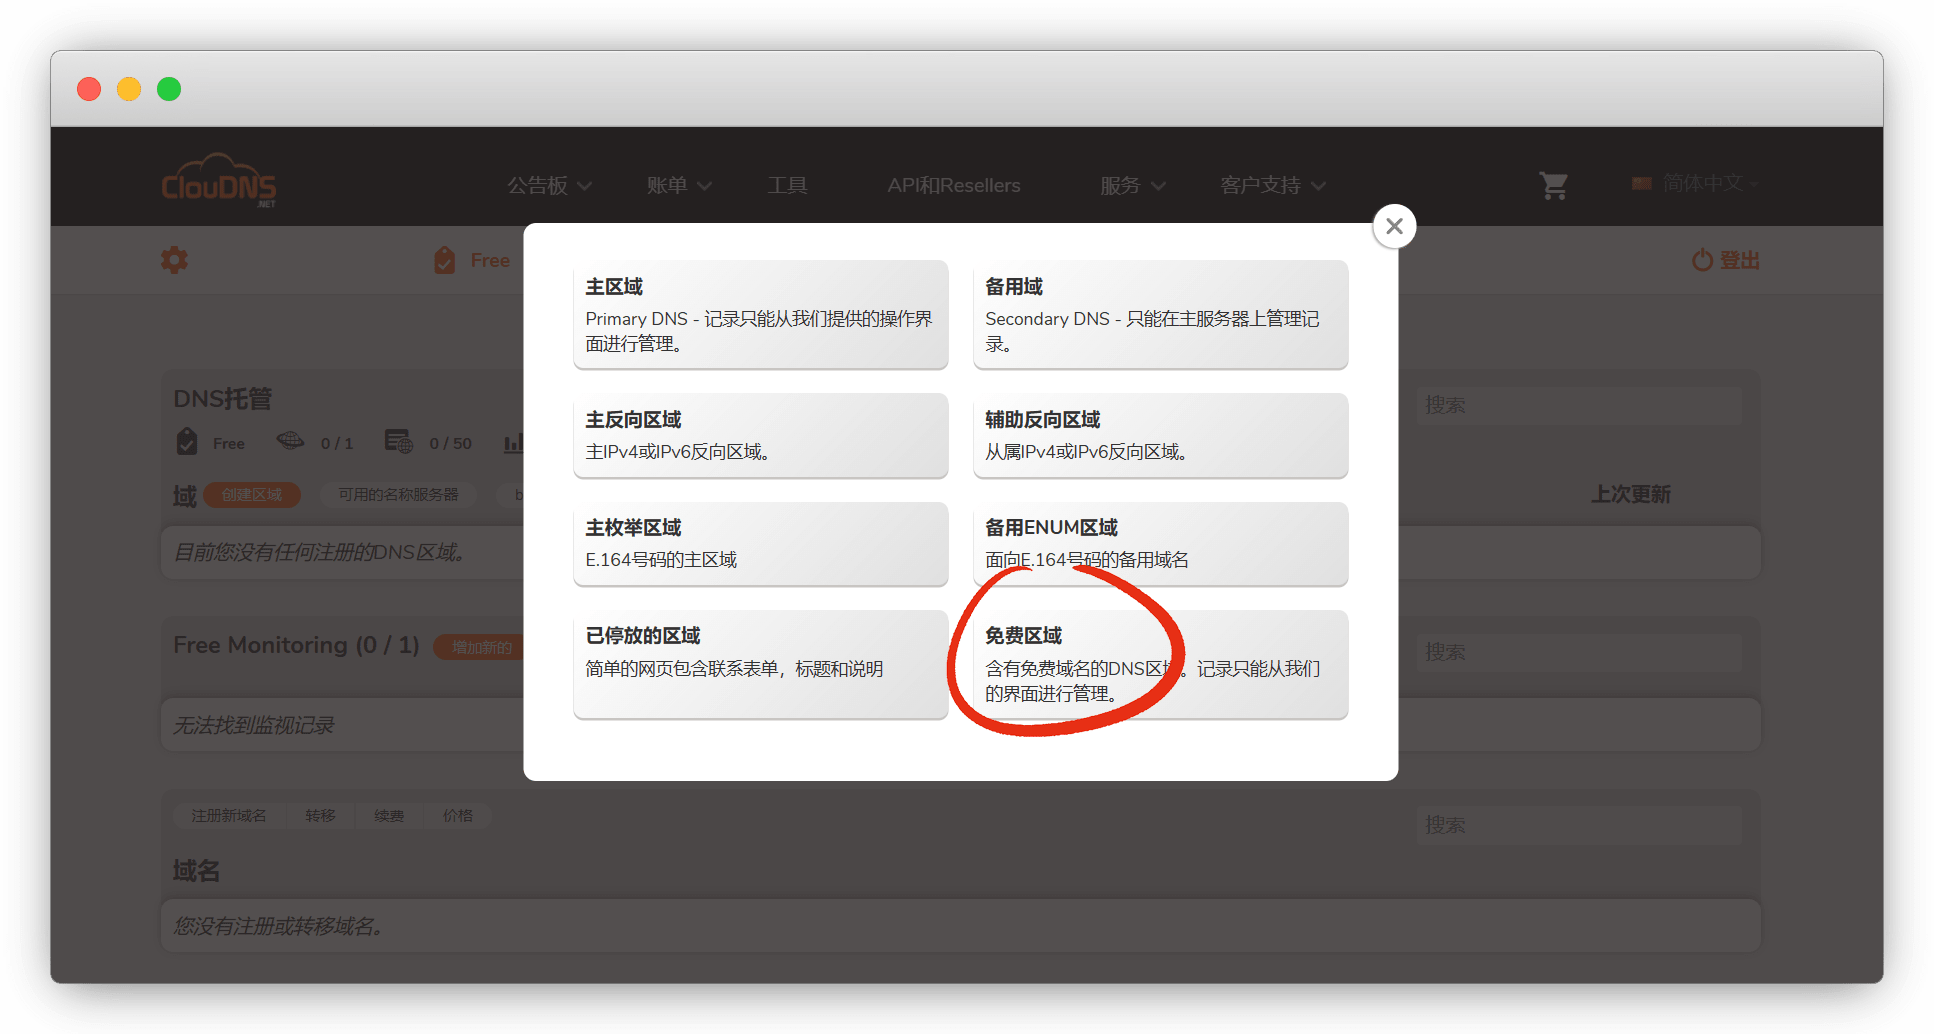 ClouDNS
.NET
公告板
账单
工具
API和Resellers
服务
客户支持
简体中文
Free
登出
主区域
Primary DNS - 记录只能从我们提供的操作界
面进行管理。
备用域
Secondary DNS - 只能在主服务器上管理记
录。
主反向区域
主IPv4或IPv6反向区域。
辅助反向区域
从属IPv4或IPv6反向区域。
主枚举区域
E.164号码的主区域
备用ENUM区域
面向E.164号码的备用域名
已停放的区域
简单的网页包含联系表单，标题和说明
免费区域
含有免费域名的DNS区域。记录只能从我们
的界面进行管理。
DNS托管
搜索
Free
0 / 1
0 / 50
域
创建区域
可用的名称服务器
b
上次更新
目前您没有任何注册的DNS区域。
Free Monitoring (0 / 1)
增加新的
搜索
无法找到监视记录
注册新域名
转移
续费
价格
搜索
域名
您没有注册或转移域名。